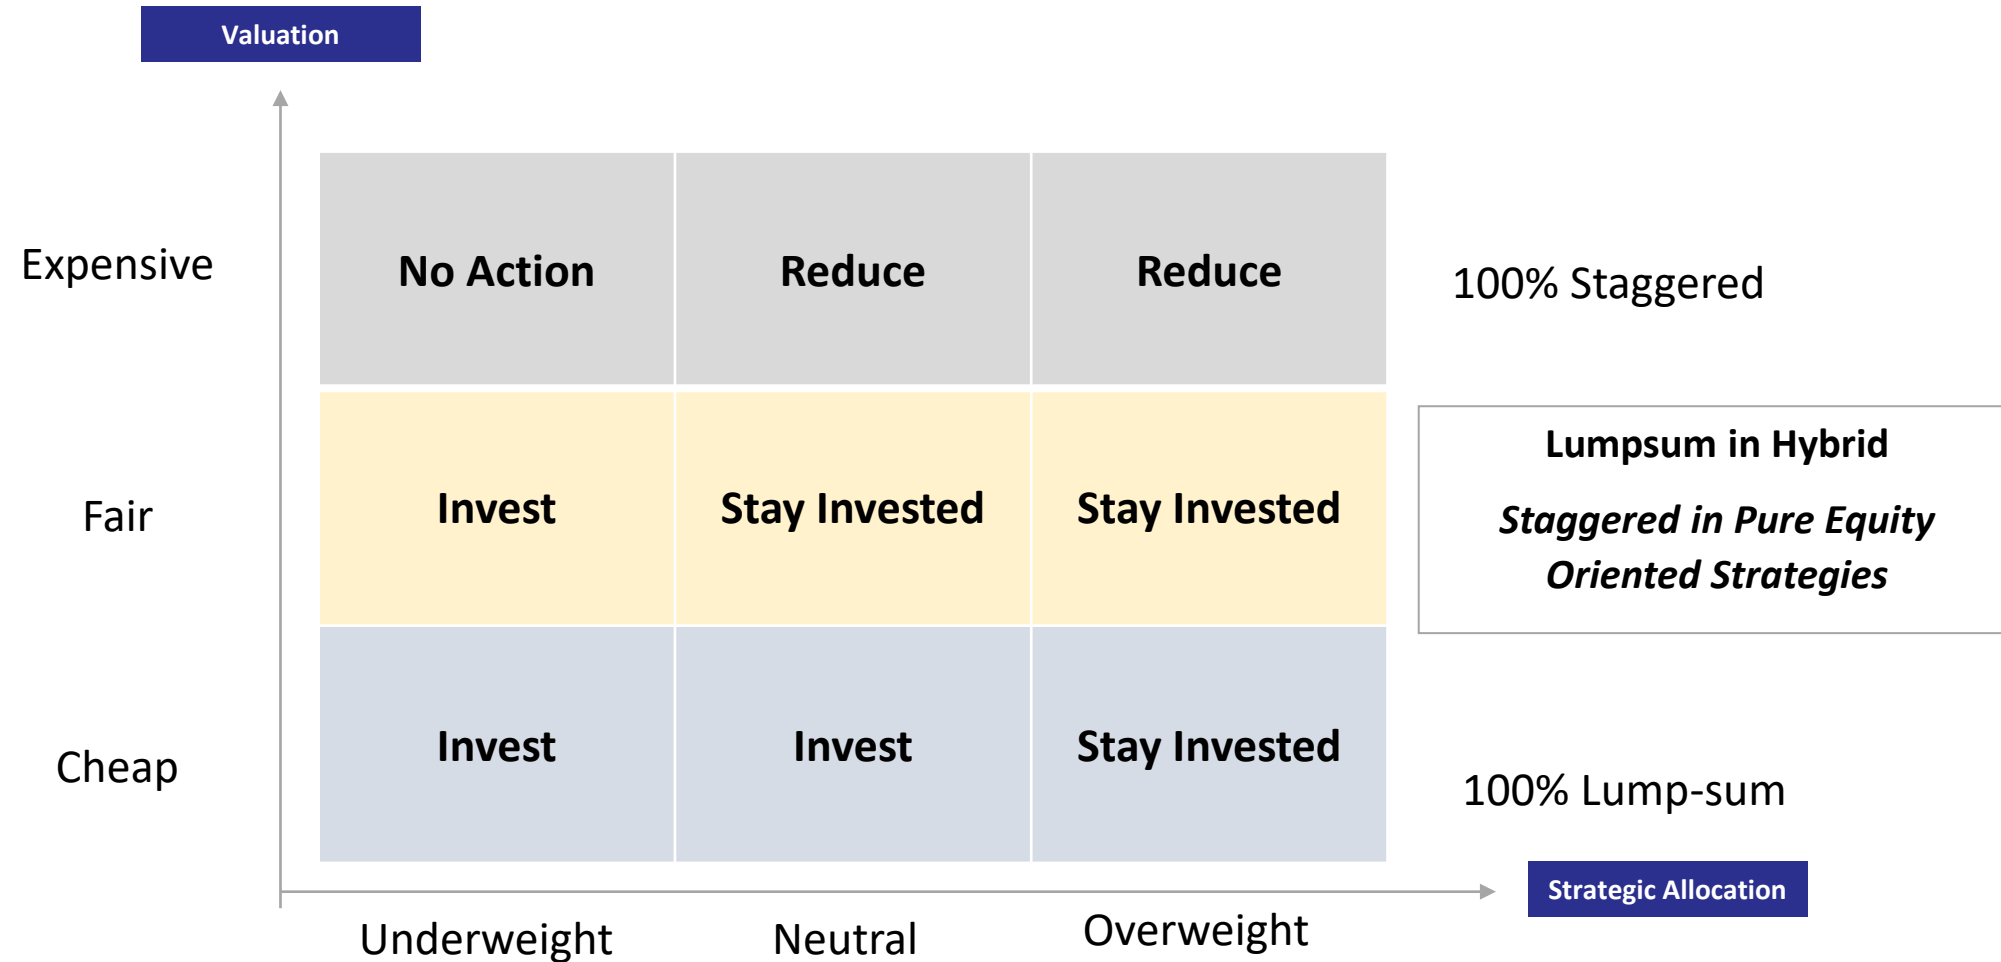 Valuation
Expensive
No Action
Reduce
Reduce
100% Staggered
Fair
Invest
Stay Invested
Stay Invested
Lumpsum in Hybrid
Staggered in Pure Equity
Oriented Strategies
Cheap
Invest
Invest
Stay Invested
100% Lump-sum
Strategic Allocation
Underweight
Neutral
Overweight